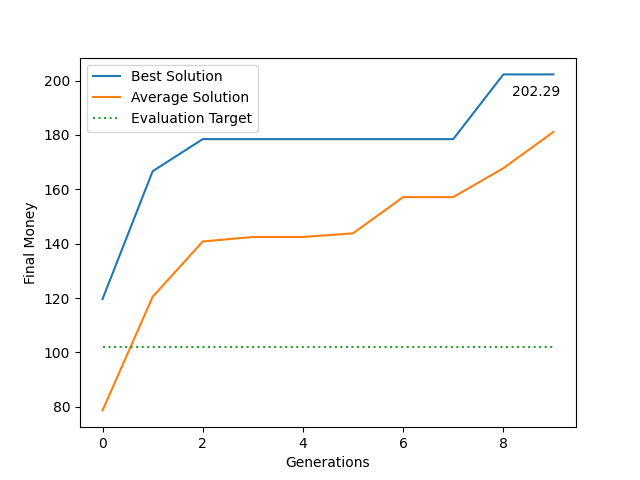 Best Solution
Average Solution
Evaluation Target
202.29
Final Money
200
180
160
140
120
100
80
0 2 4 6 8
Generations